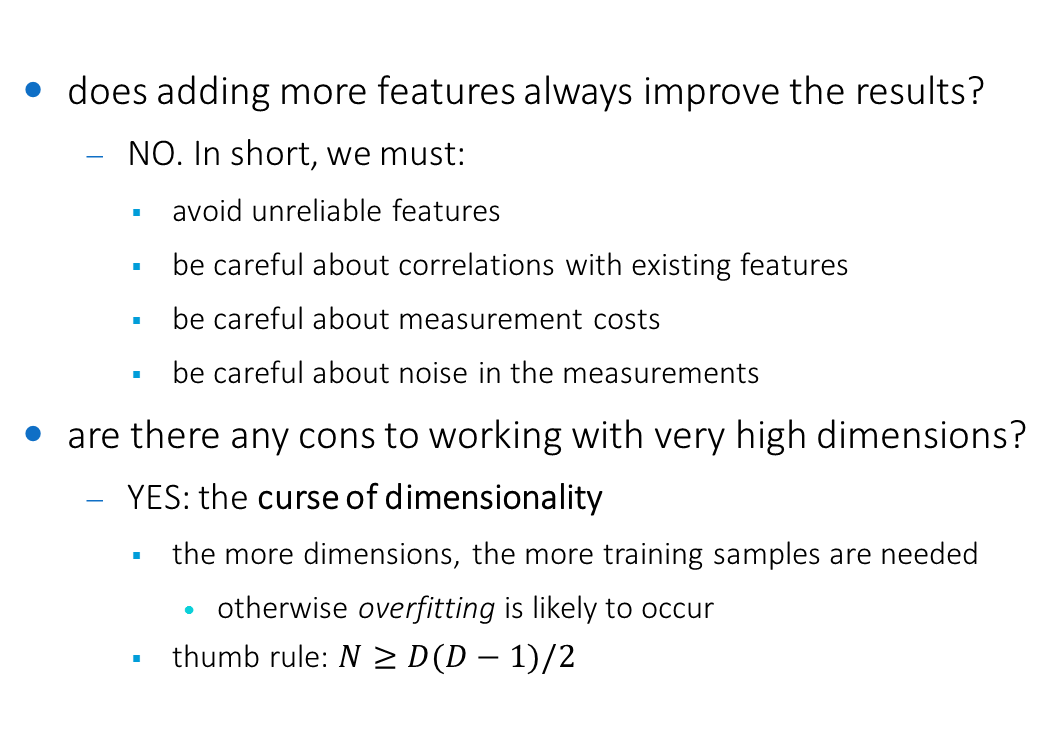 • does adding more features always improve the results?
– NO. In short, we must:
▪ avoid unreliable features
▪ be careful about correlations with existing features
▪ be careful about measurement costs
▪ be careful about noise in the measurements
• are there any cons to working with very high dimensions?
– YES: the curse of dimensionality
▪ the more dimensions, the more training samples are needed
• otherwise overfitting is likely to occur
▪ thumb rule: N ≥ D(D − 1)/2